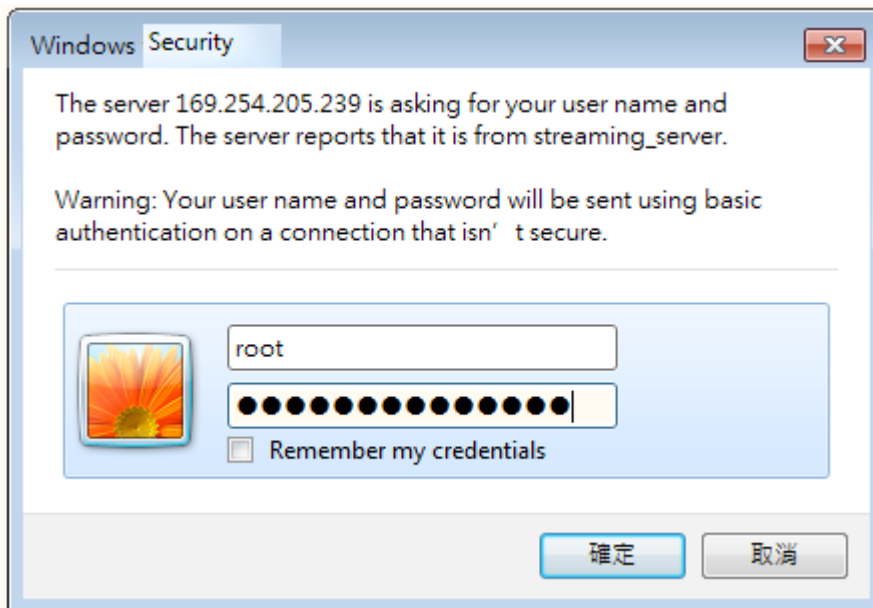 Windows Security
The server 169.254.205.239 is asking for your user name and
password. The server reports that it is from streaming_server.
Warning: Your user name and password will be sent using basic
authentication on a connection that isn’ t secure.
root
●●●●●●●●●●●●●●
Remember my credentials
確定 取消